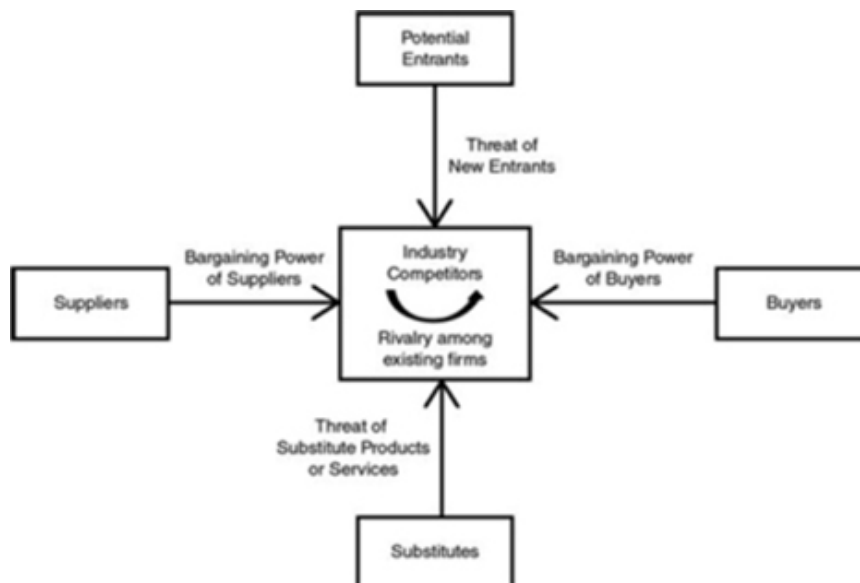 Potential
Entrants
Threat of
New Entrants
Bargaining Power
of Suppliers
Industry
Competitors
Bargaining Power
of Buyers
Suppliers
Buyers
Rivalry among
existing firms
Threat of
Substitute Products
or Services
Substitutes